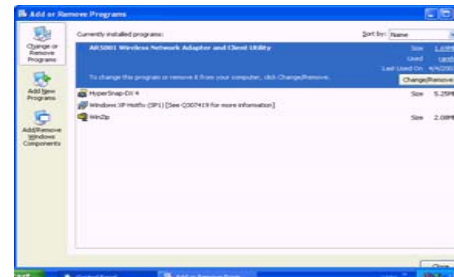 Add or Remove Programs
Change or
Remove
Programs
Currently installed programs:
Sort by: Name
AR5001 Wireless Network Adapter and Client Utility
Size
Used
Last Used On
To change this program or remove it from your computer, click Change/Remove.
Change/Remove
Add New
Programs
HyperSnap-DX 4
Size
Windows XP Hotfix (SP1) [See Q307419 for more information]
WinZip
Size
Add/Remove
Windows
Components
Close